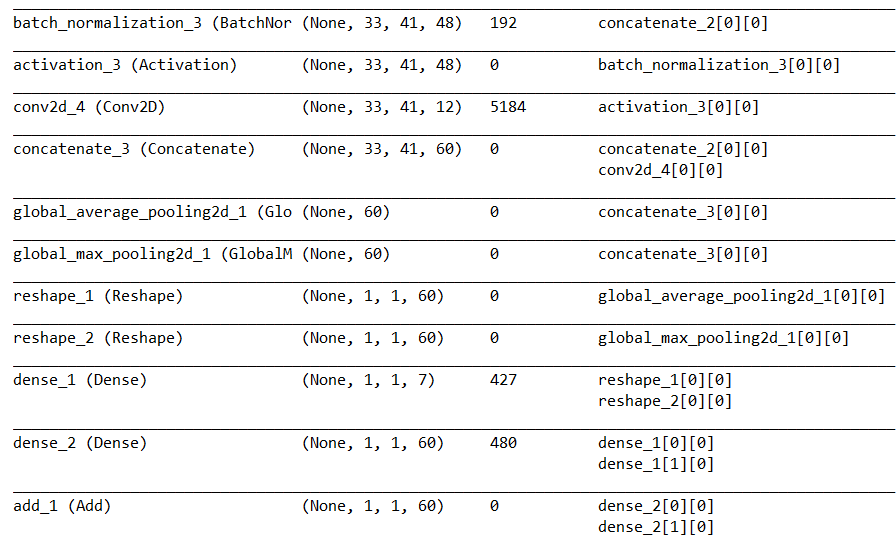 batch_normalization_3 (BatchNor (None, 33, 41, 48) 192 concatenate_2[0][0]
activation_3 (Activation) (None, 33, 41, 48) 0 batch_normalization_3[0][0]
conv2d_4 (Conv2D) (None, 33, 41, 12) 5184 activation_3[0][0]
concatenate_3 (Concatenate) (None, 33, 41, 60) 0 concatenate_2[0][0]
conv2d_4[0][0]
global_average_pooling2d_1 (Glo (None, 60) 0 concatenate_3[0][0]
global_max_pooling2d_1 (GlobalM (None, 60) 0 concatenate_3[0][0]
reshape_1 (Reshape) (None, 1, 1, 60) 0 global_average_pooling2d_1[0][0]
reshape_2 (Reshape) (None, 1, 1, 60) 0 global_max_pooling2d_1[0][0]
dense_1 (Dense) (None, 1, 1, 7) 427 reshape_1[0][0]
reshape_2[0][0]
dense_2 (Dense) (None, 1, 1, 60) 480 dense_1[0][0]
dense_1[1][0]
add_1 (Add) (None, 1, 1, 60) 0 dense_2[0][0]
dense_2[1][0]